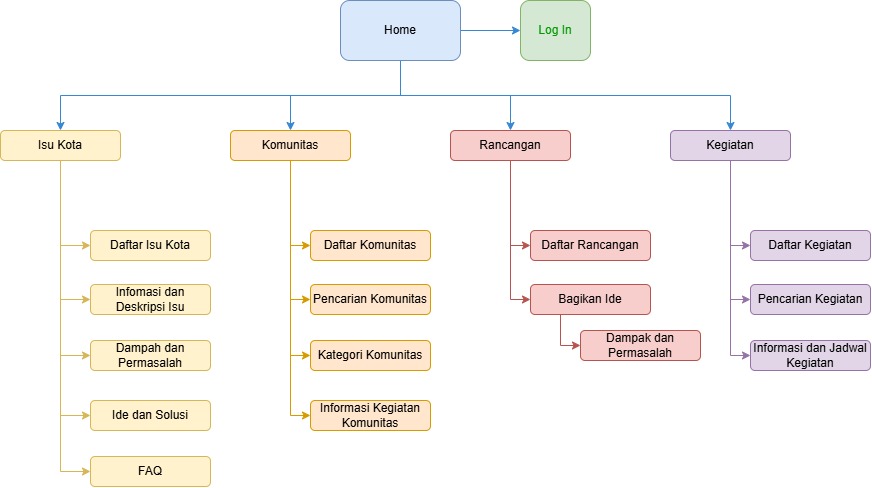 Home
Log In
Isu Kota
Komunitas
Rancangan
Kegiatan
Daftar Isu Kota
Infomasi dan
Deskripsi Isu
Dampah dan
Permasalah
Ide dan Solusi
FAQ
Daftar Komunitas
Pencarian Komunitas
Kategori Komunitas
Informasi Kegiatan
Komunitas
Daftar Rancangan
Bagikan Ide
Dampak dan
Permasalah
Daftar Kegiatan
Pencarian Kegiatan
Informasi dan Jadwal
Kegiatan